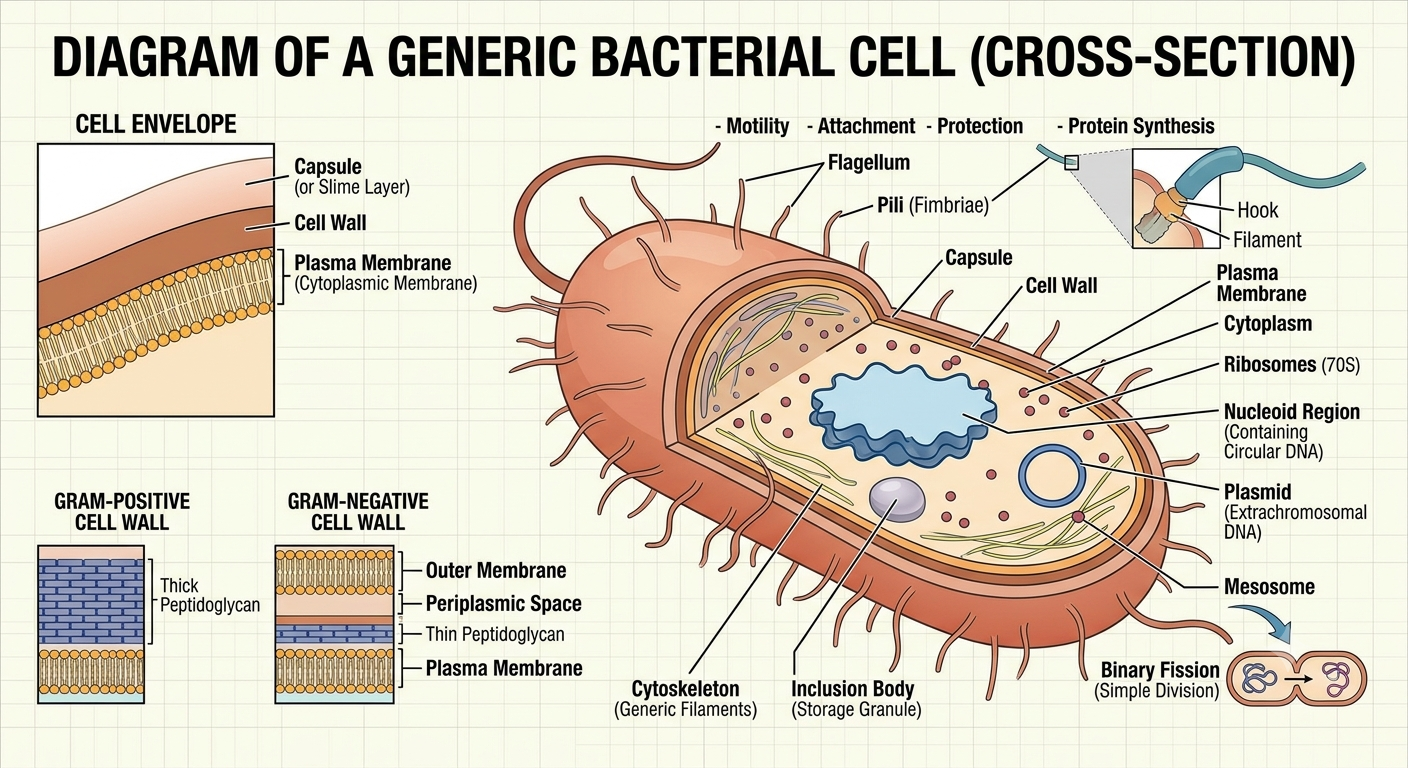 DIAGRAM OF A GENERIC BACTERIAL CELL (CROSS-SECTION)
CELL ENVELOPE
Capsule
(or Slime Layer)
Cell Wall
Plasma Membrane
(Cytoplasmic Membrane)
- Motility - Attachment - Protection - Protein Synthesis
Flagellum
Pili (Fimbriae)
Hook
Filament
Capsule
Cell Wall
Plasma
Membrane
Cytoplasm
Ribosomes (70S)
Nucleoid Region
(Containing
Circular DNA)
Plasmid
(Extrachromosomal
DNA)
Mesosome
Binary Fission
(Simple Division)
Cytoskeleton
(Generic Filaments)
Inclusion Body
(Storage Granule)
GRAM-POSITIVE
CELL WALL
Thick
Peptidoglycan
GRAM-NEGATIVE
CELL WALL
Outer Membrane
Periplasmic Space
Thin Peptidoglycan
Plasma Membrane